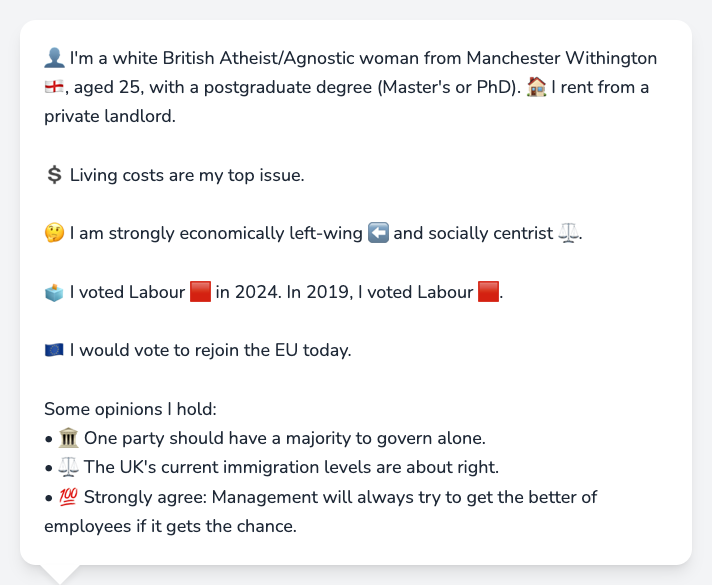 👤 I'm a white British Atheist/Agnostic woman from Manchester Withington
🏴󠁧󠁢󠁥󠁮󠁧󠁿, aged 25, with a postgraduate degree (Master's or PhD). 🏠 I rent from a
private landlord.
💲 Living costs are my top issue.
🤔 I am strongly economically left-wing ⬅️ and socially centrist ⚖️.
🗳️ I voted Labour 🟥 in 2024. In 2019, I voted Labour 🟥.
🇪🇺 I would vote to rejoin the EU today.
Some opinions I hold:
• 🏛️ One party should have a majority to govern alone.
• ⚖️ The UK's current immigration levels are about right.
• 💯 Strongly agree: Management will always try to get the better of
employees if it gets the chance.